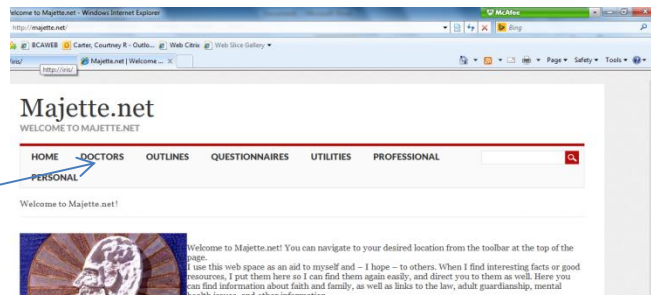 elcome to Majette.net - Windows Internet Explorer
McAfee
http://majette.net/
Bing
BCAWEB Carter, Courtney R - Outlo... Web Citrix Web Slice Gallery
Majette.net | Welcome ... X
Page Safety Tools
http://iris/
Majette.net
WELCOME TO MAJETTE.NET
HOME DOCTORS OUTLINES QUESTIONNAIRES UTILITIES PROFESSIONAL
PERSONAL
Welcome to Majette.net!
Welcome to Majette.net! You can navigate to your desired location from the toolbar at the top of the
page.
I use this web space as an aid to myself and – I hope – to others. When I find interesting facts or good
resources, I put them here so I can find them again easily, and direct you to them as well. Here you
can find information about faith and family, as well as links to the law, adult guardianship, mental
health issues, and other information.